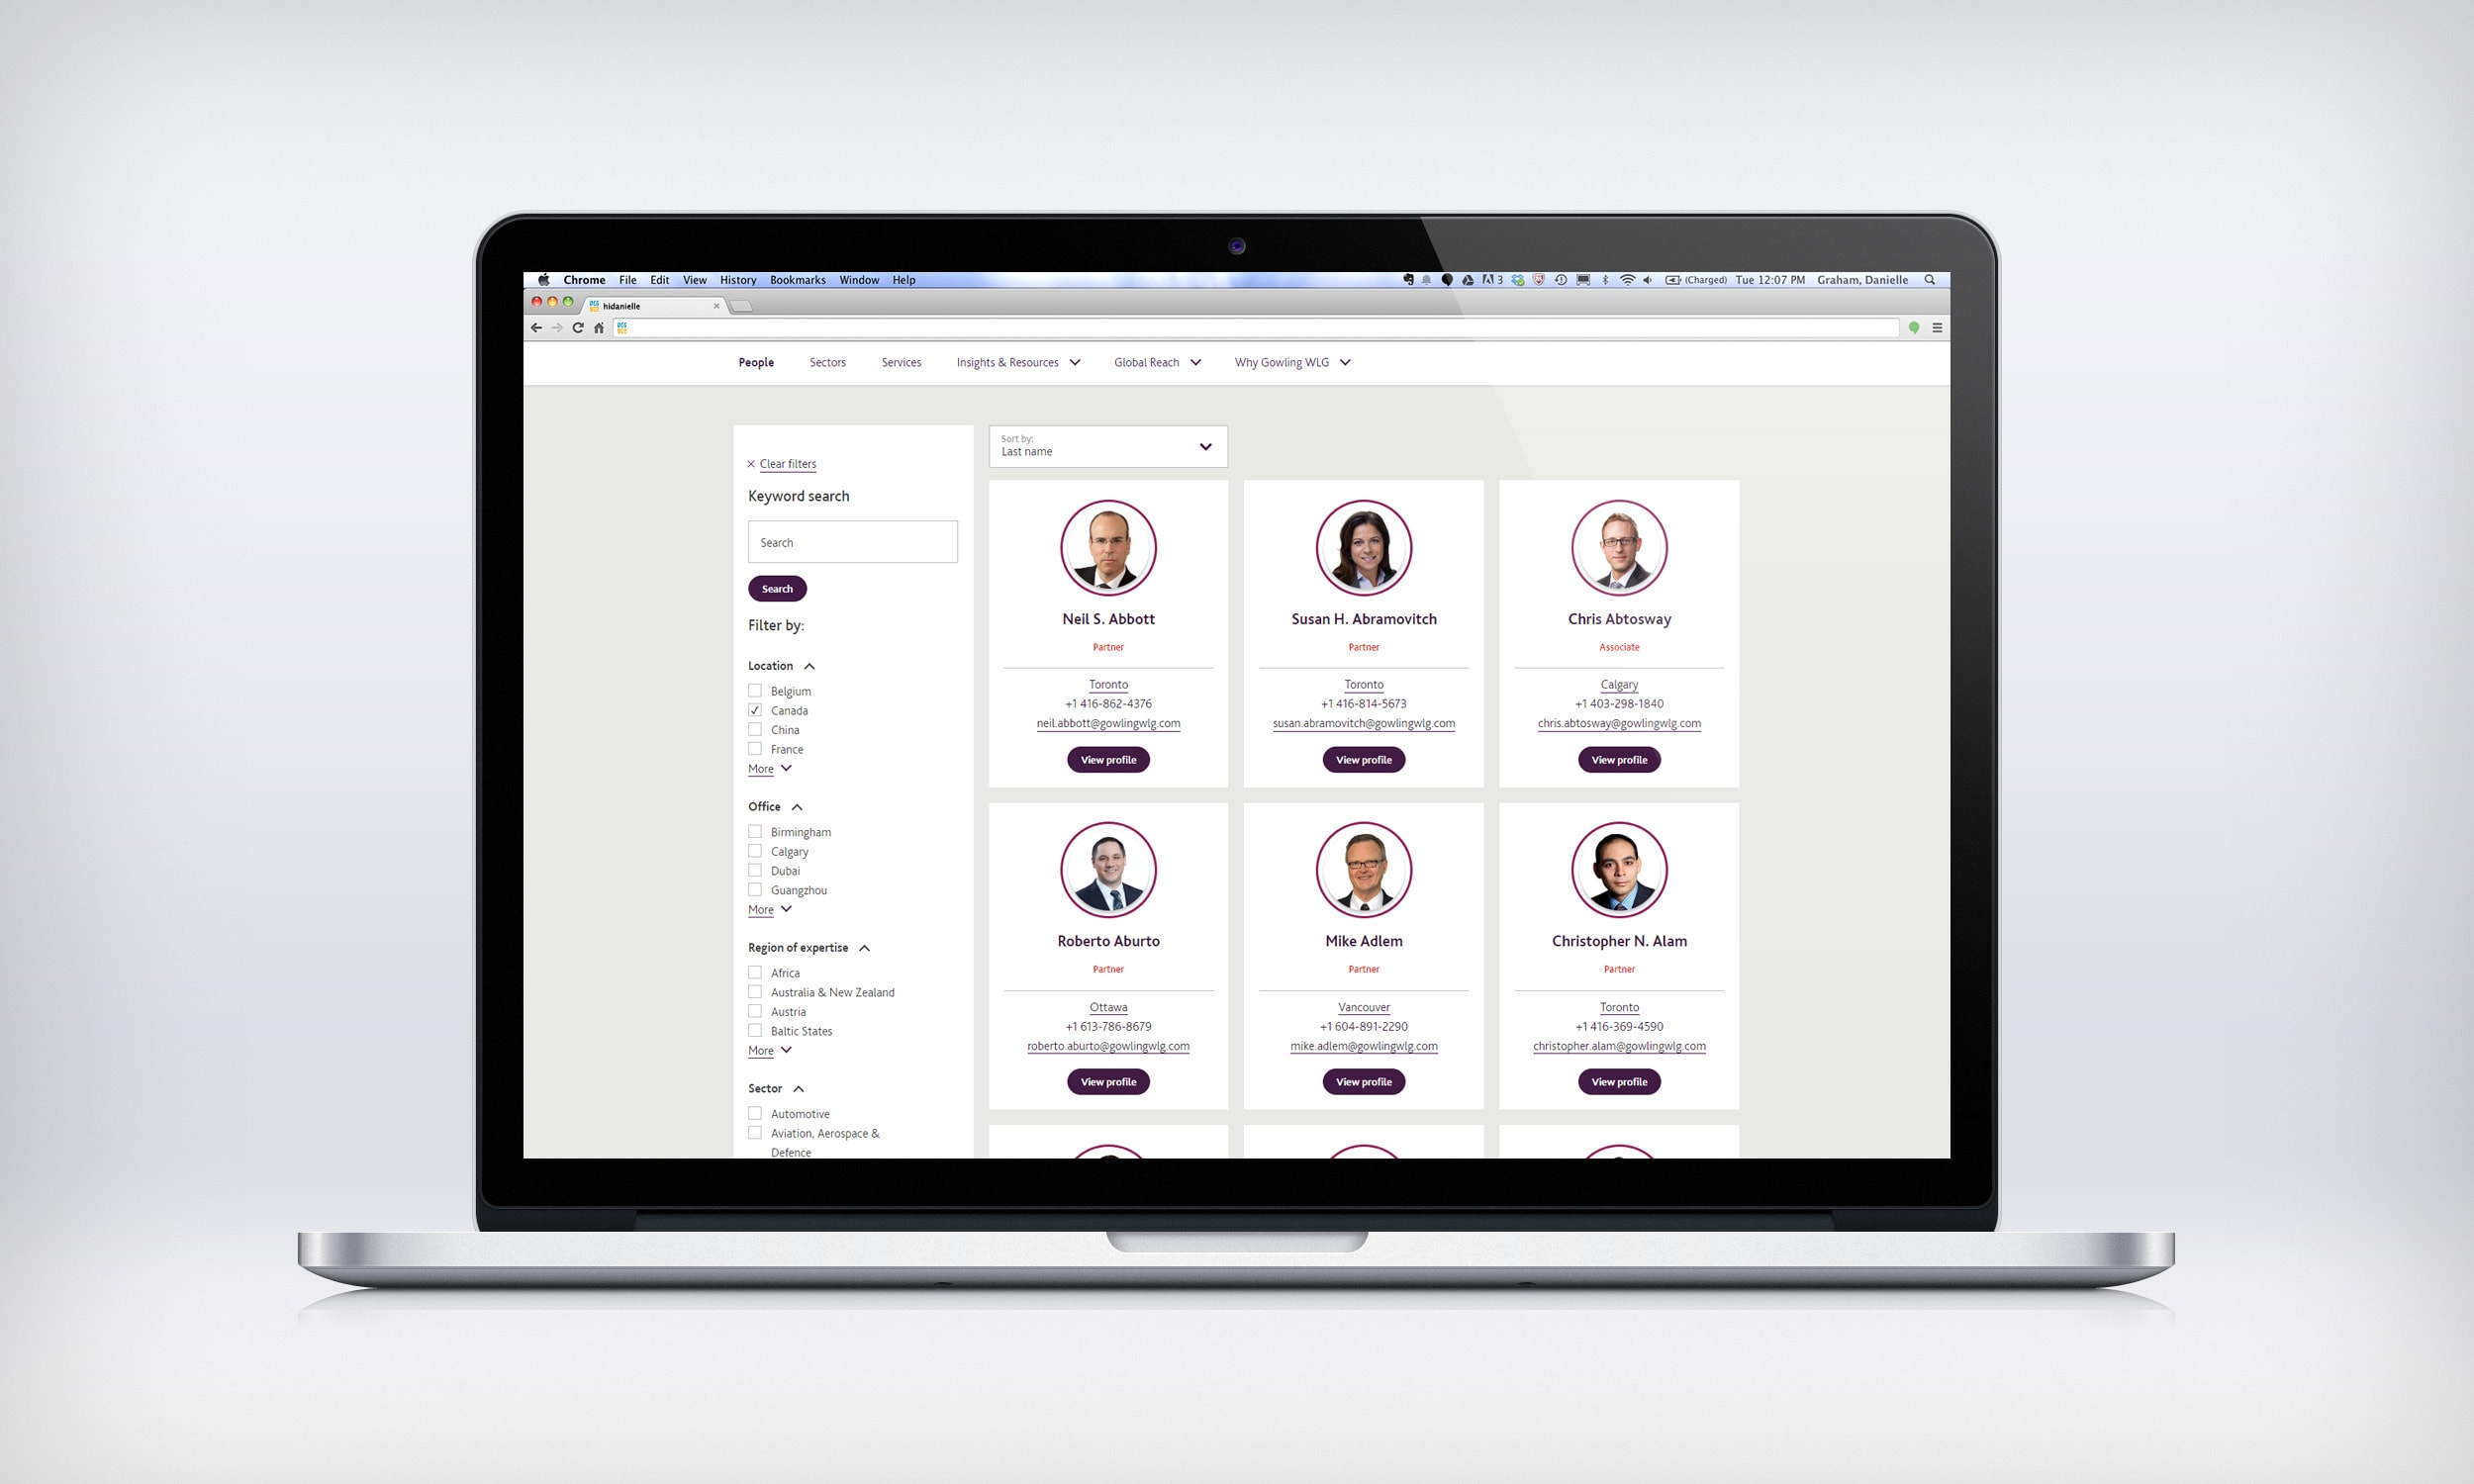 Chrome File Edit View History Bookmarks Window Help 3 (Charged) Tue 12:07 PM Graham, Danielle
hidanielle
People Sectors Services Insights & Resources Global Reach Why Gowling WLG
Clear filters
Keyword search
Search
Search
Filter by:
Location
Belgium
Canada
China
France
More
Office
Birmingham
Calgary
Dubai
Guangzhou
More
Region of expertise
Africa
Australia & New Zealand
Austria
Baltic States
More
Sector
Automotive
Aviation, Aerospace &
Defence
Sort by:
Last name
Neil S. Abbott
Partner
Toronto
+1 416-862-4376
neil.abbott@gowlingwlg.com
View profile
Susan H. Abramovitch
Partner
Toronto
+1 416-814-5673
susan.abramovitch@gowlingwlg.com
View profile
Chris Abtosway
Associate
Calgary
+1 403-298-1840
chris.abtosway@gowlingwlg.com
View profile
Roberto Aburto
Partner
Ottawa
+1 613-786-8679
roberto.aburto@gowlingwlg.com
View profile
Mike Adlem
Partner
Vancouver
+1 604-891-2290
mike.adlem@gowlingwlg.com
View profile
Christopher N. Alam
Partner
Toronto
+1 416-369-4590
christopher.alam@gowlingwlg.com
View profile